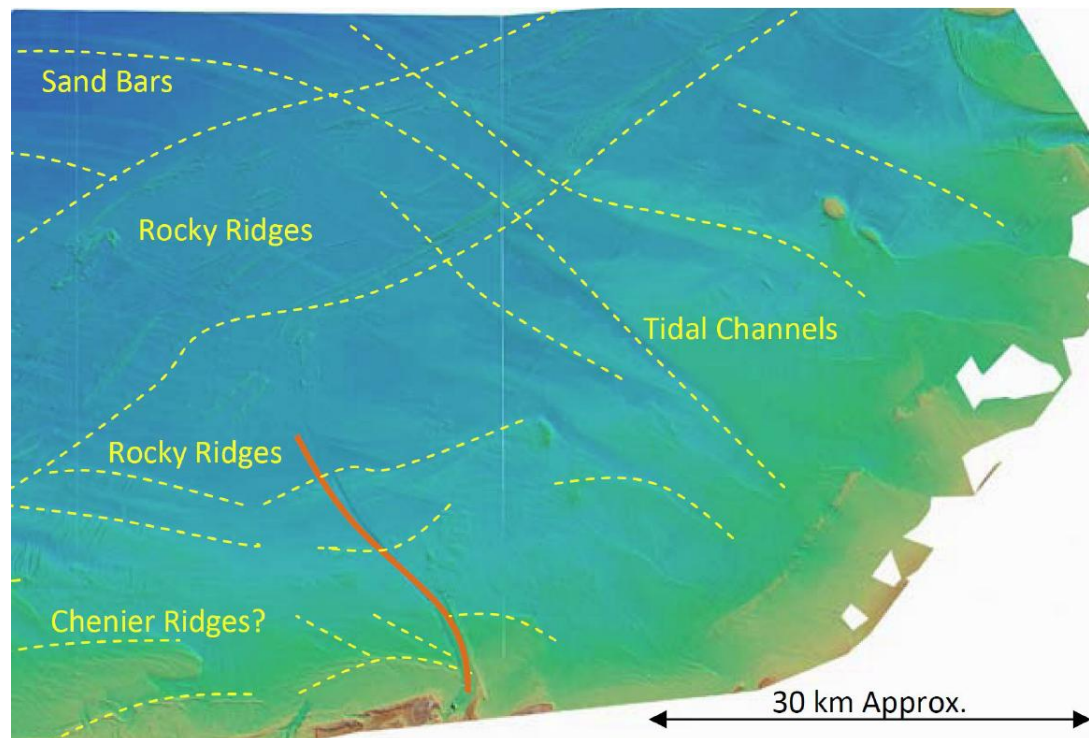 Sand Bars
Rocky Ridges
Tidal Channels
Rocky Ridges
Chenier Ridges?
30 km Approx.